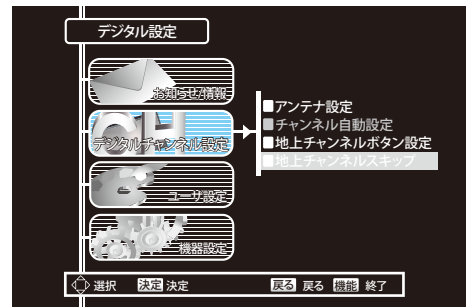 デジタル設定
お知らせ/情報
デジタルチャンネル設定
ユーザ設定
機器設定
アンテナ設定
チャンネル自動設定
地上チャンネルボタン設定
地上チャンネルスキップ
選択 決定 決定 戻る 戻る 機能 終了